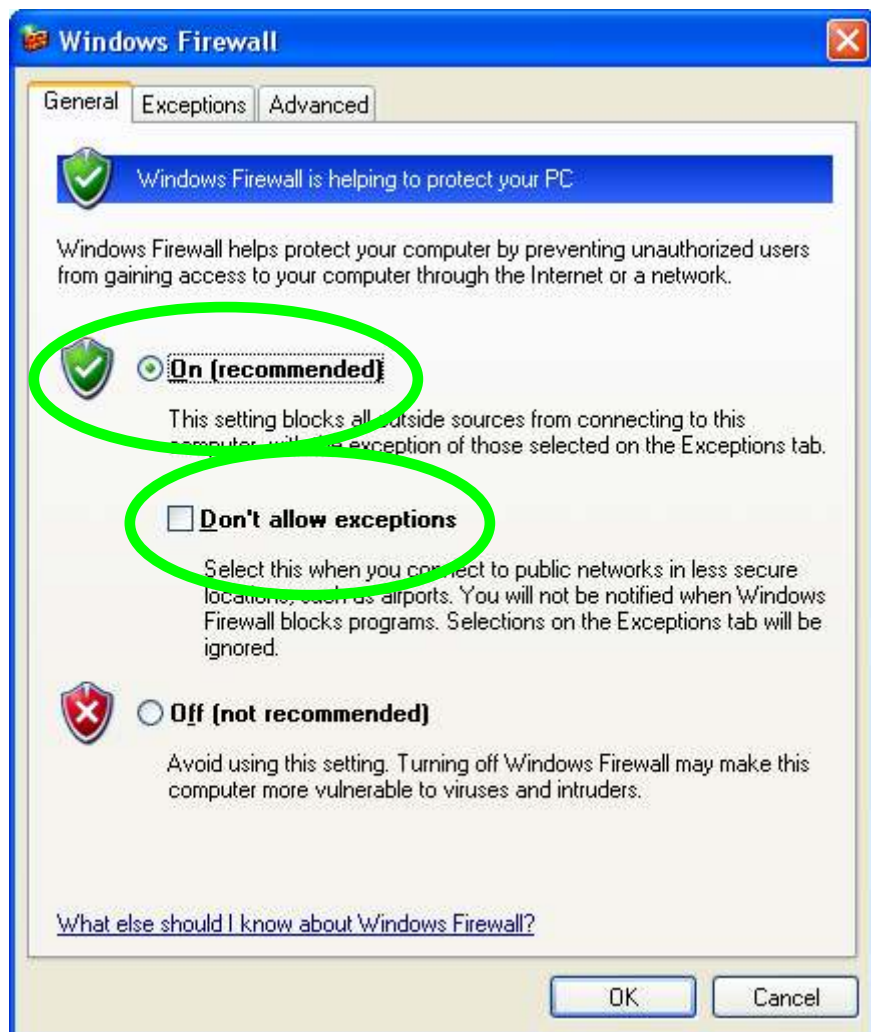 Windows Firewall
General Exceptions Advanced
Windows Firewall is helping to protect your PC
Windows Firewall helps protect your computer by preventing unauthorized users
from gaining access to your computer through the Internet or a network.
On (recommended)
This setting blocks all outside sources from connecting to this
computer, with the exception of those selected on the Exceptions tab.
Don't allow exceptions
Select this when you connect to public networks in less secure
locations, such as airports. You will not be notified when Windows
Firewall blocks programs. Selections on the Exceptions tab will be
ignored.
Off (not recommended)
Avoid using this setting. Turning off Windows Firewall may make this
computer more vulnerable to viruses and intruders.
What else should I know about Windows Firewall?
OK Cancel